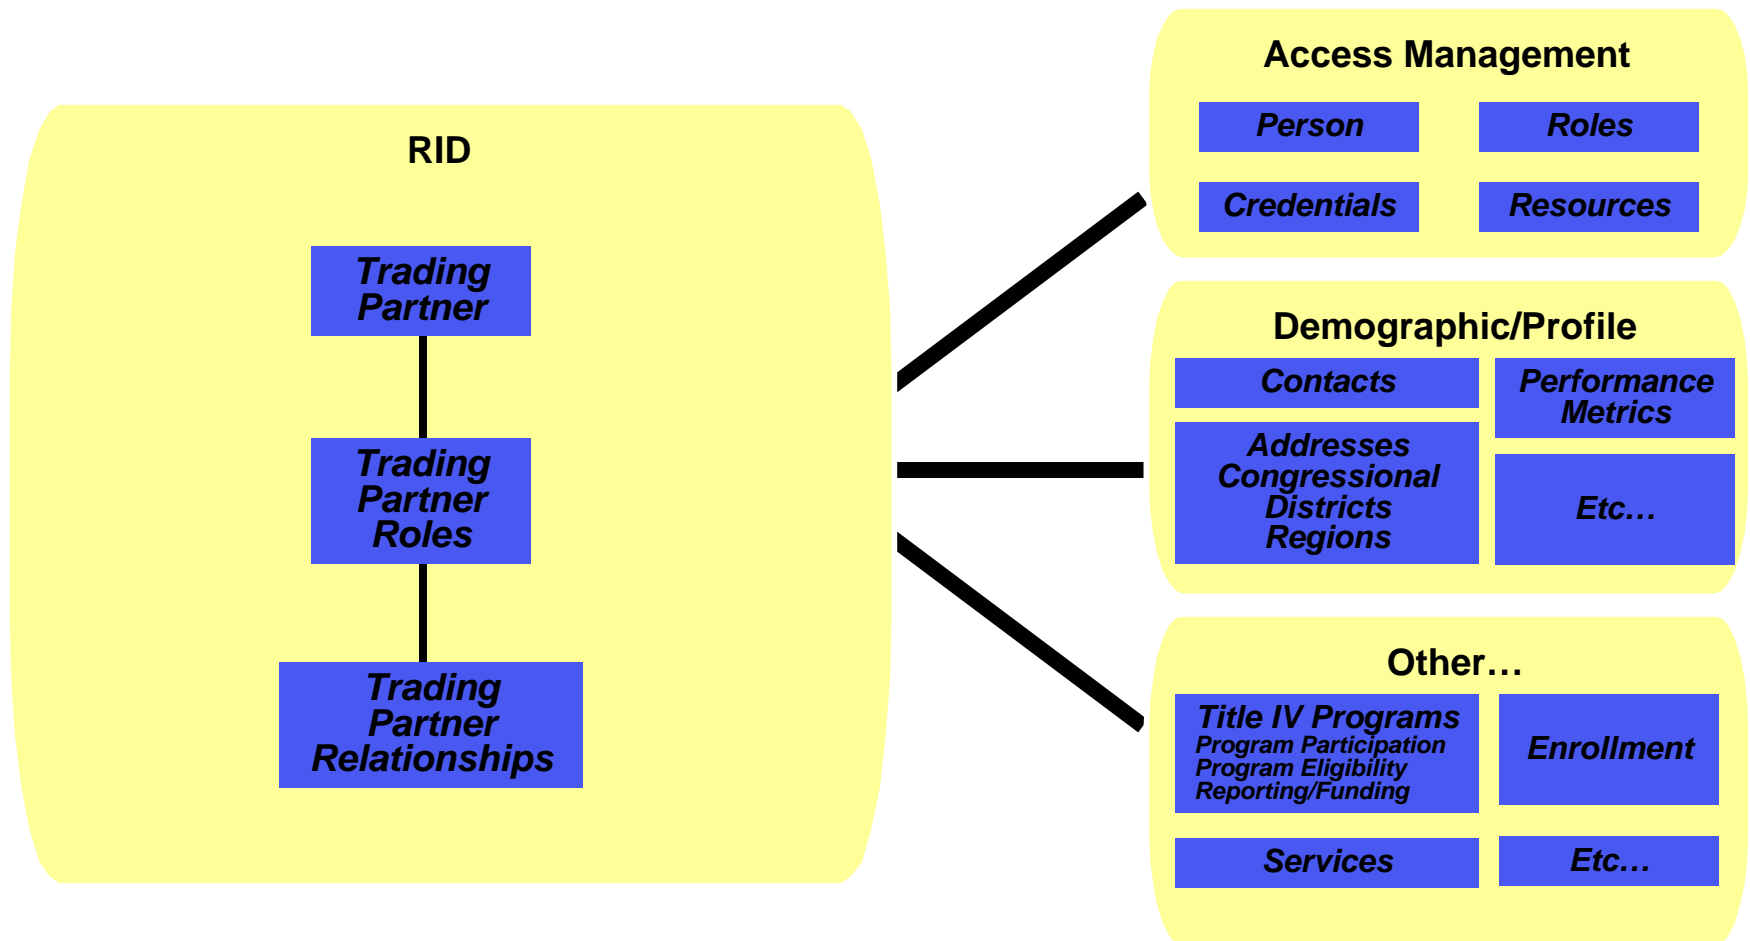 RID
Trading
Partner
Trading
Partner
Roles
Trading
Partner
Relationships
Access Management
Person
Roles
Credentials
Resources
Demographic/Profile
Contacts
Performance
Metrics
Addresses
Congressional
Districts
Regions
Etc…
Other…
Title IV Programs
Program Participation
Program Eligibility
Reporting/Funding
Enrollment
Services
Etc…